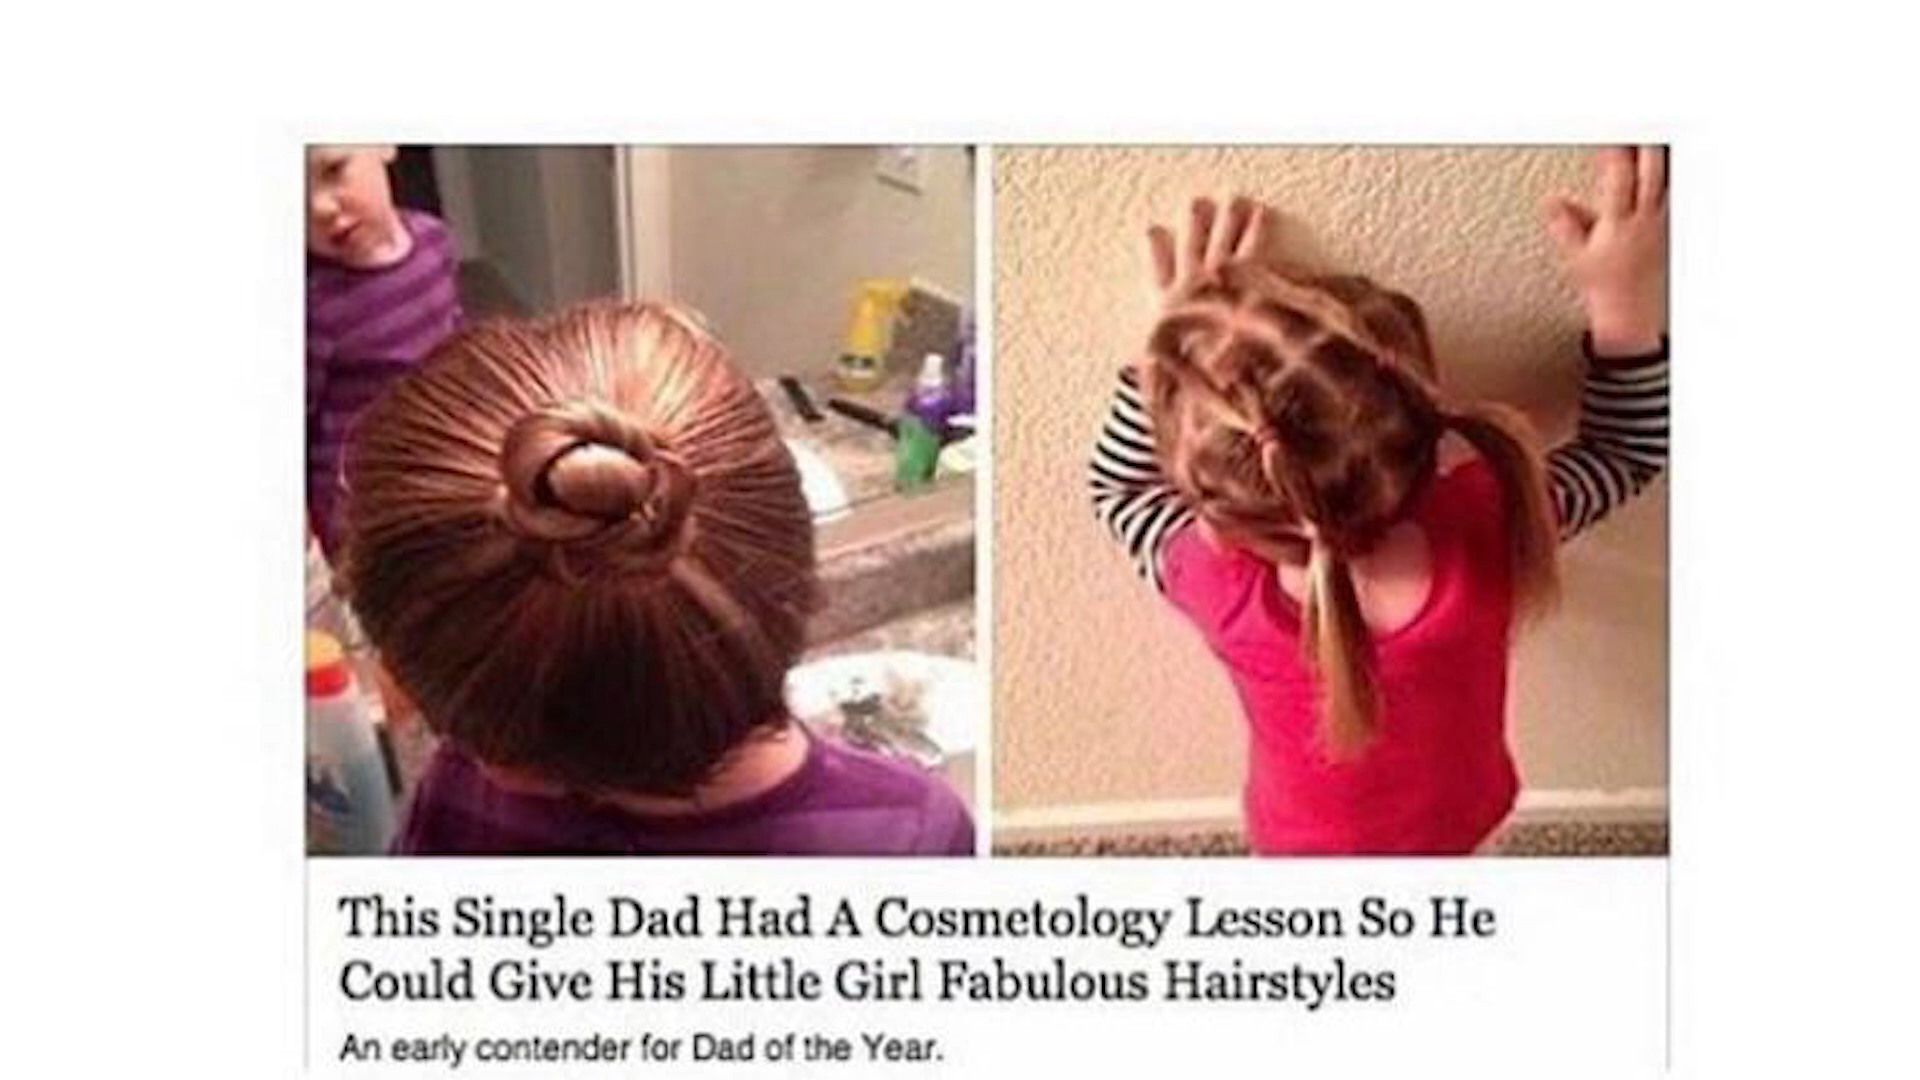 This Single Dad Had A Cosmetology Lesson So He
Could Give His Little Girl Fabulous Hairstyles
An early contender for Dad of the Year.